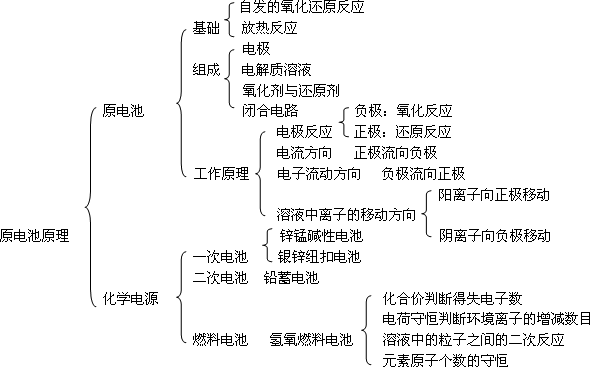 自发的氧化还原反应
基础
放热反应
电极
组成
电解质溶液
氧化剂与还原剂
原电池
闭合电路
负极：氧化反应
电极反应
正极：还原反应
电流方向 正极流向负极
工作原理
电子流动方向 负极流向正极
阳离子向正极移动
溶液中离子的移动方向
原电池原理
锌锰碱性电池
阴离子向负极移动
一次电池
银锌纽扣电池
二次电池 铅蓄电池
化学电源
化合价判断得失电子数
电荷守恒判断环境离子的增减数目
燃料电池 氢氧燃料电池
溶液中的粒子之间的二次反应
元素原子个数的守恒